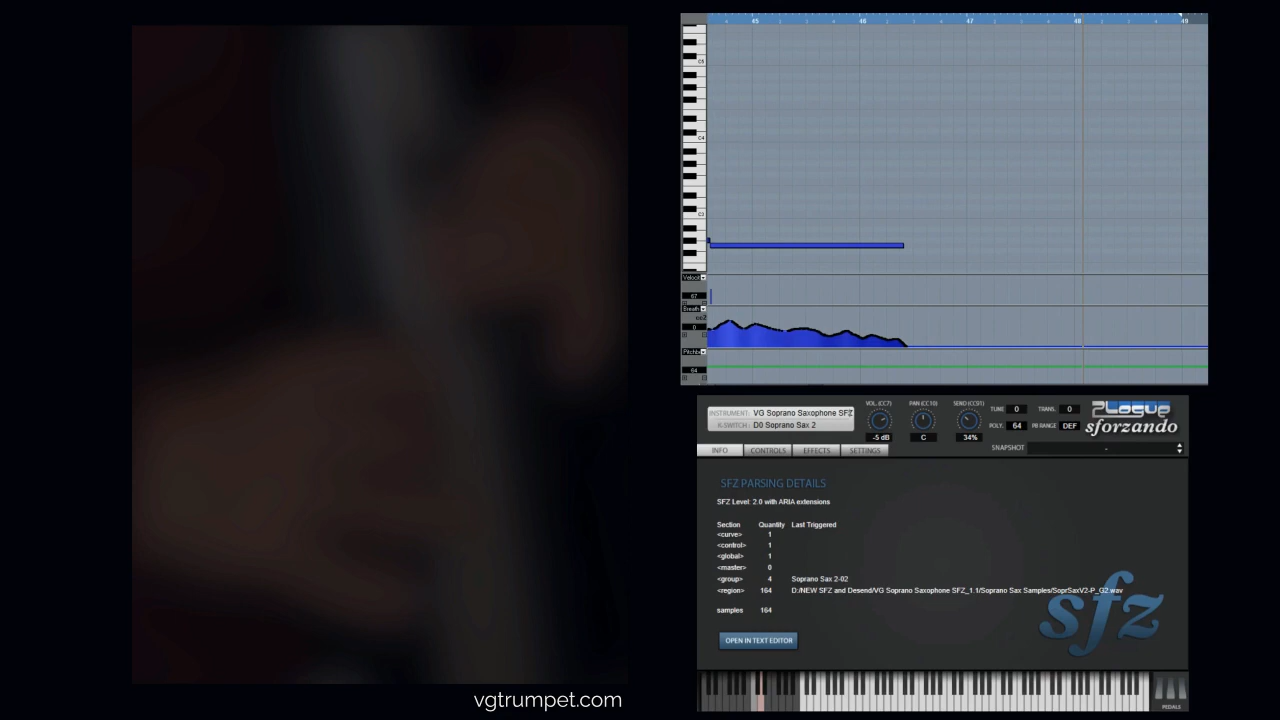 45 46 47 48 49
C5
C4
C3
Veloci
67
Breath
cc2
0
Pitchb
64
INSTRUMENT: VG Soprano Saxophone SFZ
K-SWITCH: D0 Soprano Sax 2
VOL. (CC7) PAN (CC10) SEND (CC91)
-5 dB C 34%
TUNE 0 TRANS. 0
POLY. 64 PB RANGE DEF
Plogue
sforzando
SNAPSHOT -
INFO CONTROLS EFFECTS SETTINGS
SFZ PARSING DETAILS
SFZ Level: 2.0 with ARIA extensions
Section Quantity Last Triggered
<curve> 1
<control> 1
<global> 1
<master> 0
<group> 4 Soprano Sax 2-02
<region> 164 D:/NEW SFZ and Desend/VG Soprano Saxophone SFZ_1.1/Soprano Sax Samples/SoprSaxV2-P_G2.wav
samples 164
sfz
OPEN IN TEXT EDITOR
PEDALS
vgtrumpet.com